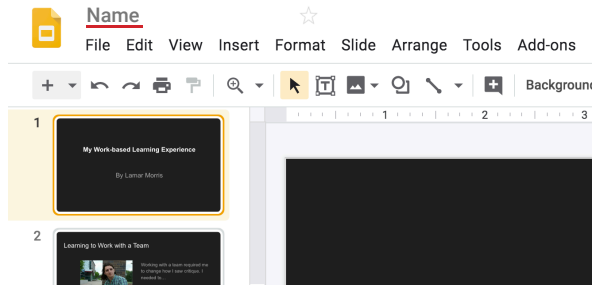 Name
File Edit View Insert Format Slide Arrange Tools Add-ons
Background
1 2 3
1
My Work-based Learning Experience
By Lamar Morris
2
Learning to Work with a Team
Working with a team required me
to change how I saw critique. I
needed to...